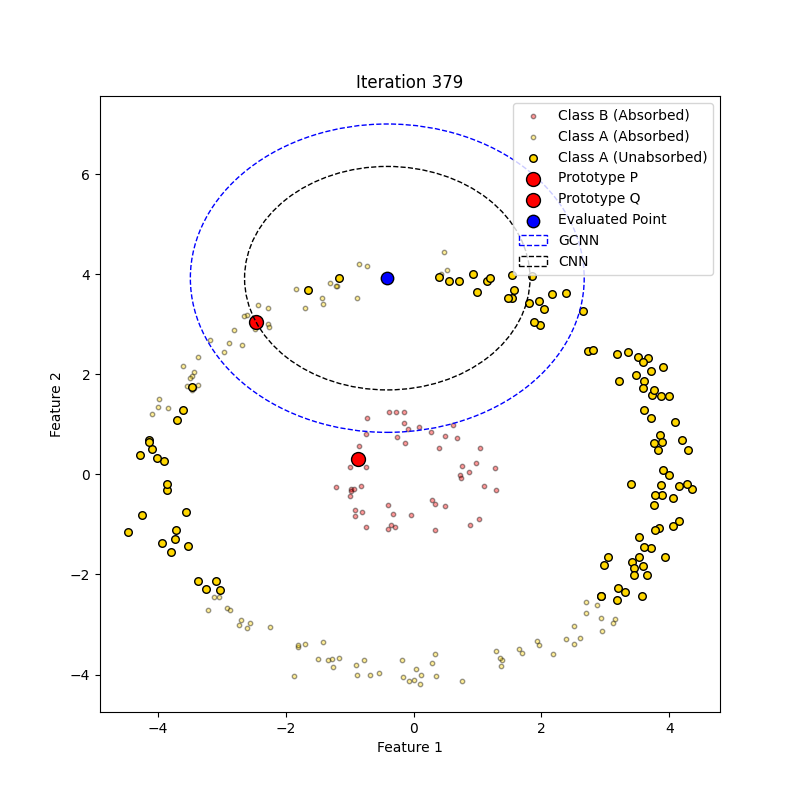 Iteration 379
Class B (Absorbed)
Class A (Absorbed)
Class A (Unabsorbed)
Prototype P
Prototype Q
Evaluated Point
GCNN
CNN
6
4
2
0
−2
−4
Feature 2
−4
−2
0
2
4
Feature 1